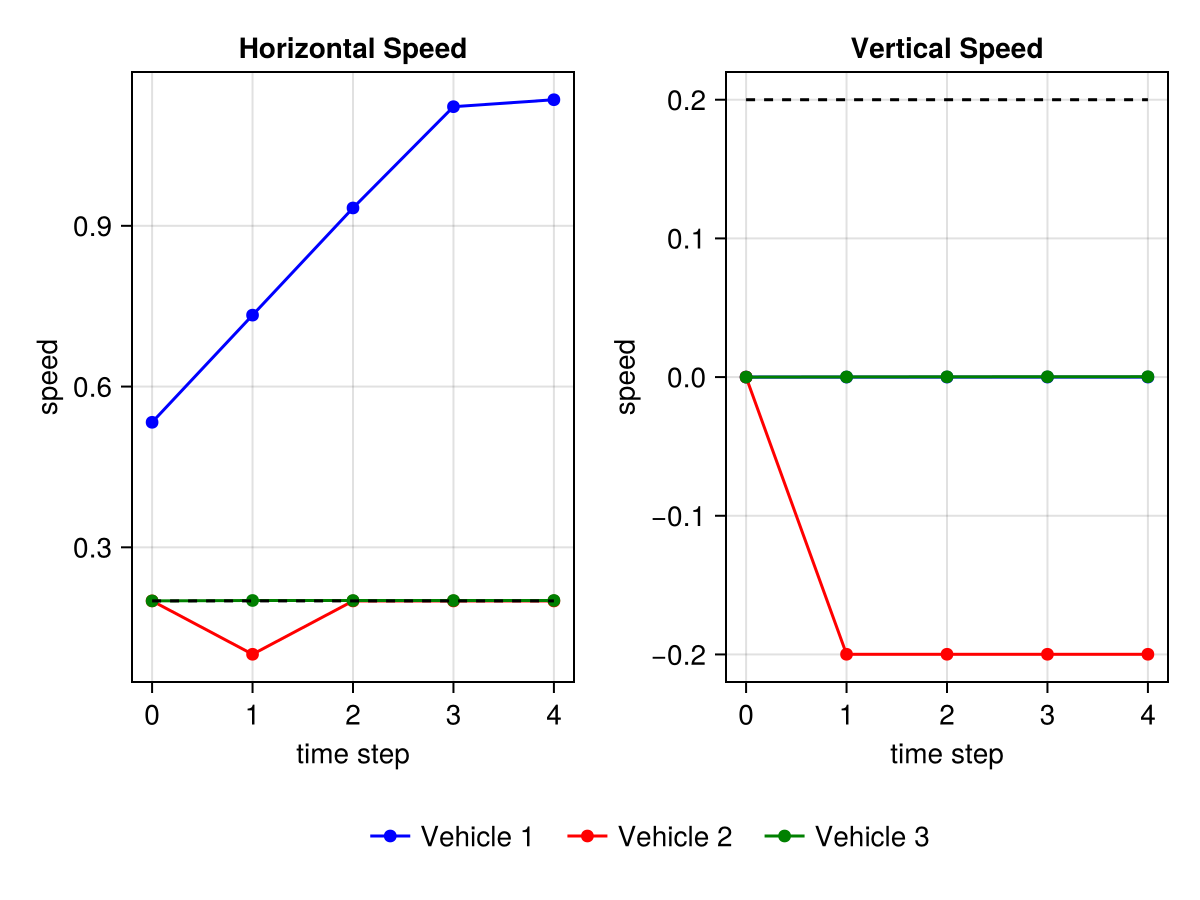 Horizontal Speed
speed
0.9
0.6
0.3
0 1 2 3 4
time step
Vertical Speed
speed
0.2
0.1
0.0
−0.1
−0.2
0 1 2 3 4
time step
Vehicle 1 Vehicle 2 Vehicle 3